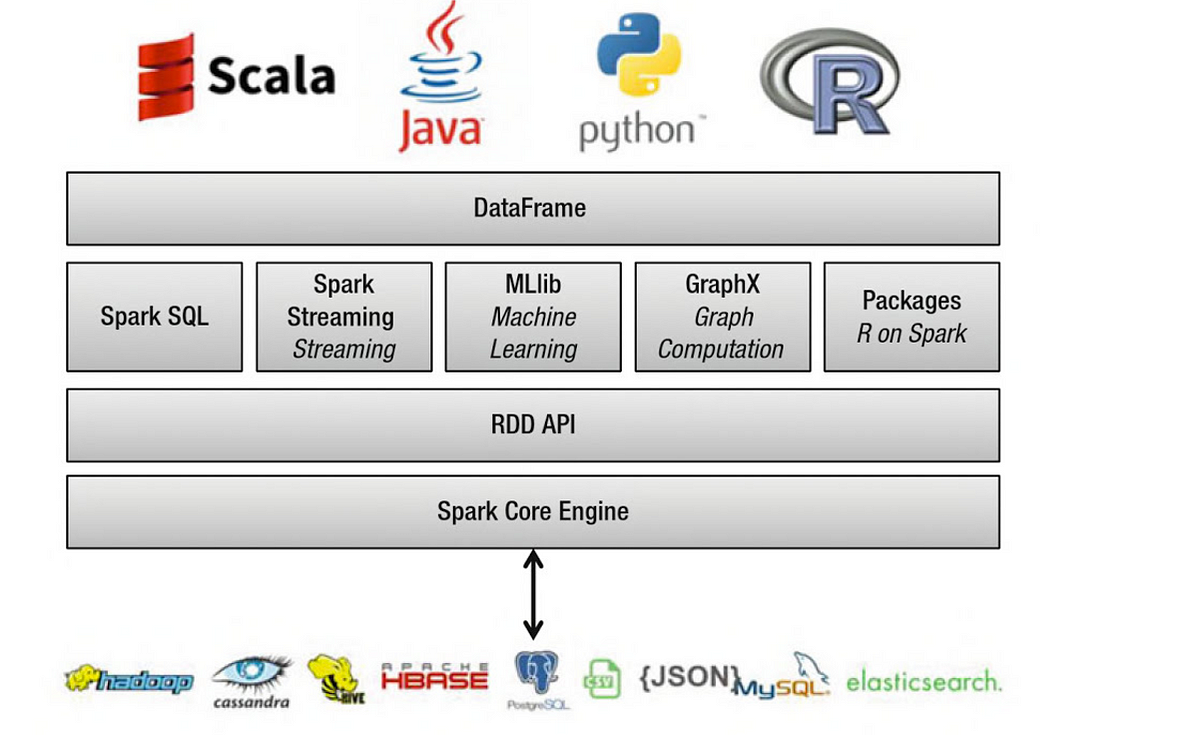 Scala
Java
python™
R
DataFrame
Spark SQL
Spark
Streaming
Streaming
MLlib
Machine
Learning
GraphX
Graph
Computation
Packages
R on Spark
RDD API
Spark Core Engine
hadoop
cassandra
HIVE
APACHE
HBASE
PostgreSQL
CSV
{JSON}
MySQL.
elasticsearch.